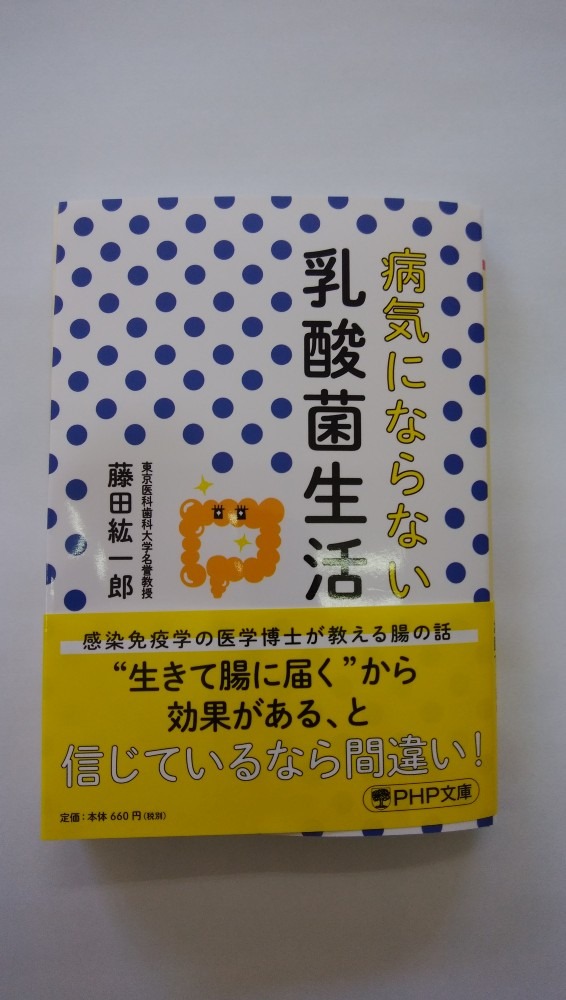 病気にならない
乳酸菌生活
東京医科歯科大学名誉教授
藤田紘一郎
感染免疫学の医学博士が教える腸の話
“生きて腸に届く”から
効果がある、と
信じているなら間違い!
PHP文庫
定価:本体660円(税別)